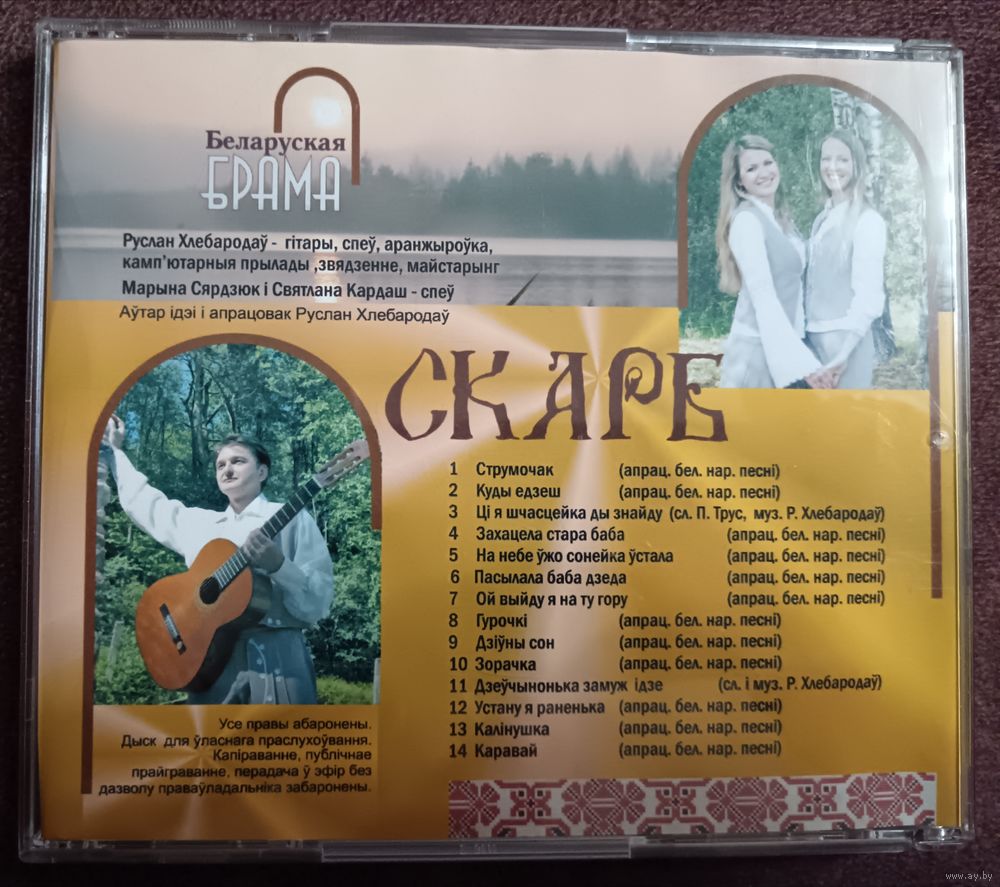 Беларуская
БРАМА
Руслан Хлебародаў - гітары, спеў, аранжыроўка,
камп'ютарныя прылады ,звядзенне, майстарынг
Марына Сярдзюк і Святлана Кардаш - спеў
Аўтар ідэі і апрацовак Руслан Хлебародаў
СКАРБ
1 Струмочак (апрац. бел. нар. песні)
2 Куды едзеш (апрац. бел. нар. песні)
3 Ці я шчасцейка ды знайду (сл. П. Трус, муз. Р. Хлебародаў)
4 Захацела стара баба (апрац. бел. нар. песні)
5 На небе ўжо сонейка ўстала (апрац. бел. нар. песні)
6 Пасылала баба дзеда (апрац. бел. нар. песні)
7 Ой выйду я на ту гору (апрац. бел. нар. песні)
8 Гурочкі (апрац. бел. нар. песні)
9 Дзіўны сон (апрац. бел. нар. песні)
10 Зорачка (апрац. бел. нар. песні)
11 Дзеўчынонька замуж ідзе (сл. і муз. Р. Хлебародаў)
12 Устану я раненька (апрац. бел. нар. песні)
13 Калінушка (апрац. бел. нар. песні)
14 Каравай (апрац. бел. нар. песні)
Усе правы абаронены.
Дыск для ўласнага праслухоўвання.
Капіраванне, публічнае
прайграванне, перадача ў эфір без
дазволу праваўладальніка забаронены.
www.ay.by